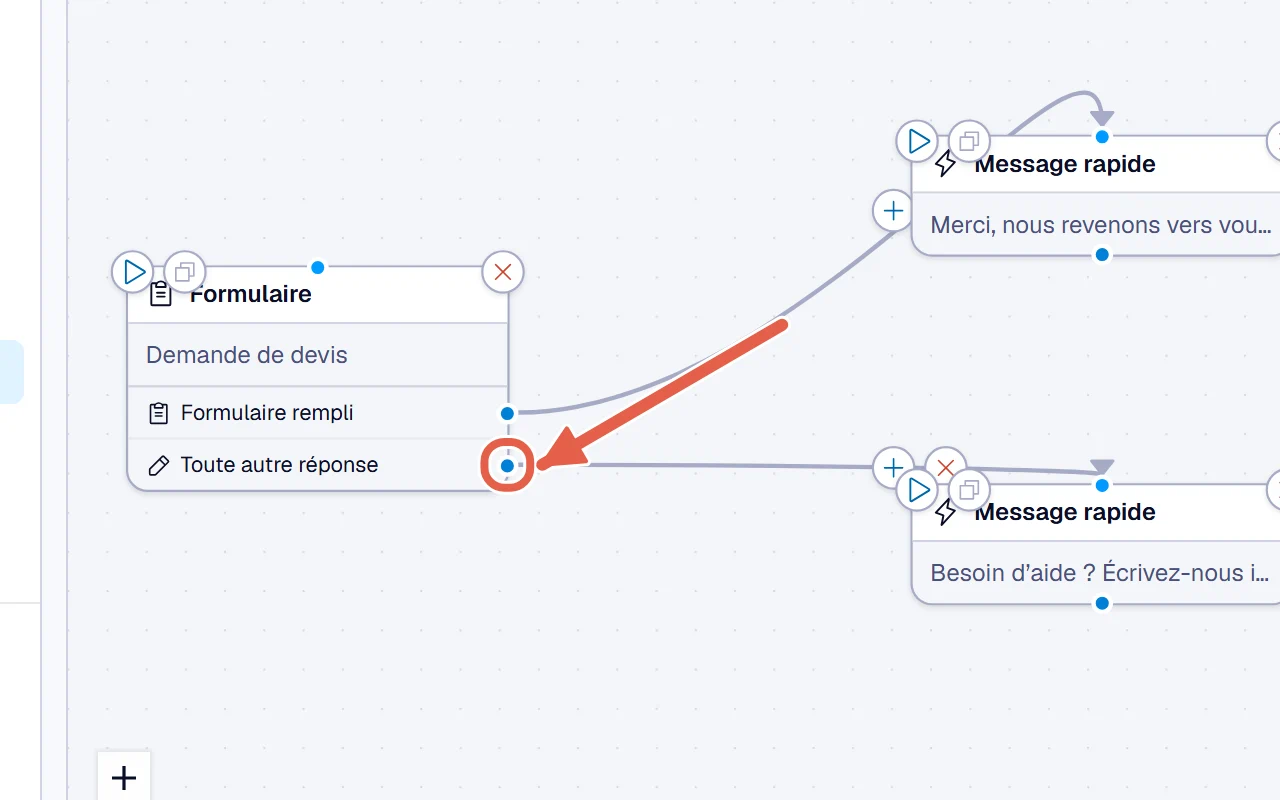 Message rapide
Merci, nous revenons vers vou...
Formulaire
Demande de devis
Formulaire rempli
Toute autre réponse
Message rapide
Besoin d’aide ? Écrivez-nous i...